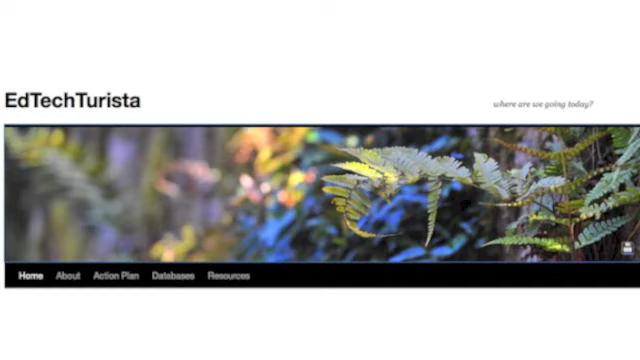 EdTechTurista
where are we going today?
Home About Action Plan Databases Resources